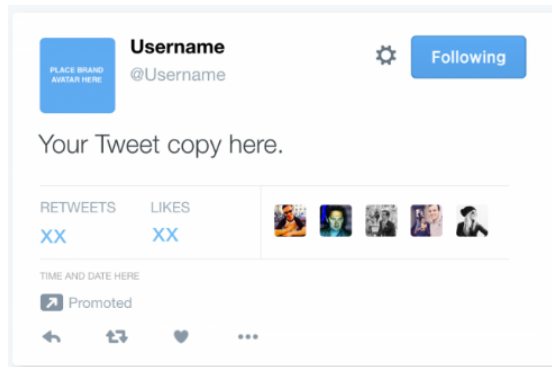 PLACE BRAND
AVATAR HERE
Username
@Username
Following
Your Tweet copy here.
RETWEETS LIKES
XX XX
TIME AND DATE HERE
Promoted